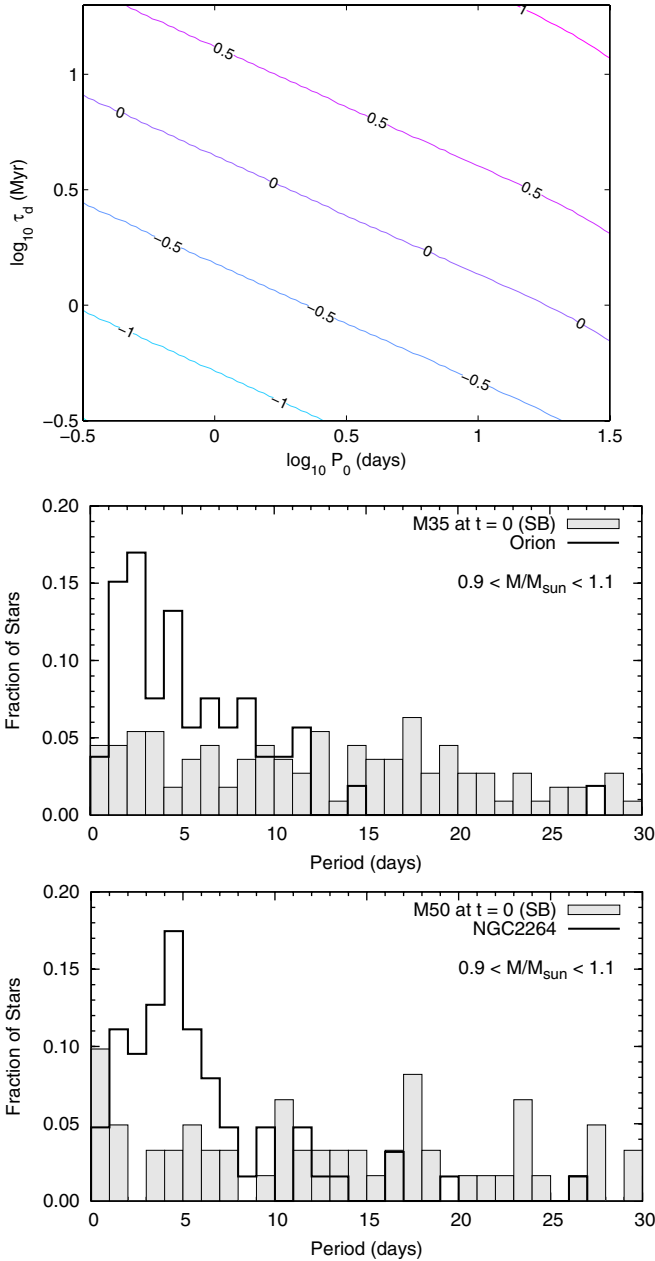 1
0.5
0.5
0.5
0
0
0
0
-0.5
-0.5
-0.5
-1
-1
1
0.5
0
-0.5
-0.5 0 0.5 1 1.5
log10 τd (Myr)
log10 P0 (days)
M35 at t = 0 (SB)
Orion
0.9 < M/Msun < 1.1
0.20
0.15
0.10
0.05
0.00
Fraction of Stars
0 5 10 15 20 25 30
Period (days)
M50 at t = 0 (SB)
NGC2264
0.9 < M/Msun < 1.1
0.20
0.15
0.10
0.05
0.00
Fraction of Stars
0 5 10 15 20 25 30
Period (days)